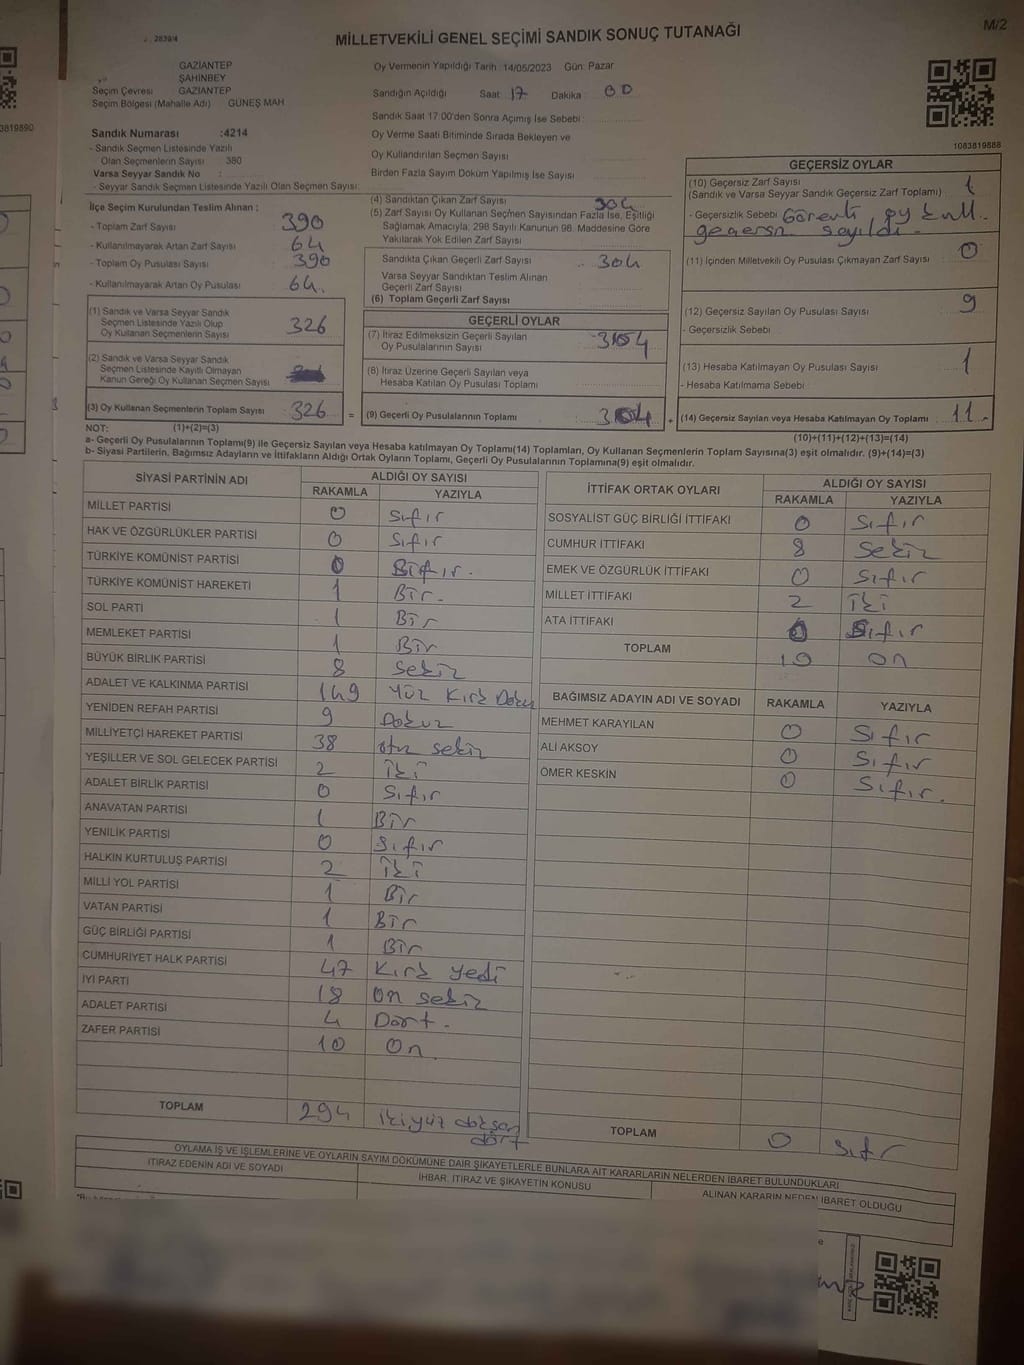 M/2
2839/4
MİLLETVEKİLİ GENEL SEÇİMİ SANDIK SONUÇ TUTANAĞI
GAZİANTEP
ŞAHİNBEY
Seçim Çevresi GAZİANTEP
Seçim Bölgesi (Mahalle Adı) GÜNEŞ MAH
Oy Vermenin Yapıldığı Tarih : 14/05/2023 Gün: Pazar
Sandığın Açıldığı Saat: 17 Dakika: 00
Sandık Saat 17 00'den Sonra Açımış İse Sebebi :
Oy Verme Saati Bitiminde Sırada Bekleyen ve
Oy Kullandırılan Seçmen Sayısı
Birden Fazla Sayım Döküm Yapılmış İse Sayısı
3819890
1083819888
Sandık Numarası :4214
- Sandık Seçmen Listesinde Yazılı
Olan Seçmenlerin Sayısı : 380
Varsa Seyyar Sandık No :
- Seyyar Sandık Seçmen Listesinde Yazılı Olan Seçmen Sayısı:
İlçe Seçim Kurulundan Teslim Alınan :
- Toplam Zarf Sayısı : 390
- Kullanılmayarak Artan Zarf Sayısı : 64
- Toplam Oy Pusulası Sayısı : 390
- Kullanılmayarak Artan Oy Pusulası : 64.
(1) Sandık ve Varsa Seyyar Sandık
Seçmen Listesinde Yazılı Olup
Oy Kullanan Seçmenlerin Sayısı : 326
(2) Sandık ve Varsa Seyyar Sandık
Seçmen Listesinde Kayıtlı Olmayan
Kanun Gereği Oy Kullanan Seçmen Sayısı
(3) Oy Kullanan Seçmenlerin Toplam Sayısı : 326 =
(4) Sandıktan Çıkan Zarf Sayısı 304
(5) Zarf Sayısı Oy Kullanan Seçmen Sayısından Fazla İse, Eşitliği
Sağlamak Amacıyla; 298 Sayılı Kanunun 98. Maddesine Göre
Yakılarak Yok Edilen Zarf Sayısı
Sandıkta Çıkan Geçerli Zarf Sayısı : 304
Varsa Seyyar Sandıktan Teslim Alınan
Geçerli Zarf Sayısı
(6) Toplam Geçerli Zarf Sayısı
GEÇERLİ OYLAR
(7) İtiraz Edilmeksizin Geçerli Sayılan
Oy Pusulalarının Sayısı
(8) İtiraz Üzerine Geçerli Sayılan veya
Hesaba Katılan Oy Pusulası Toplamı
(9) Geçerli Oy Pusulalarının Toplamı : 304 +
GEÇERSİZ OYLAR
(10) Geçersiz Zarf Sayısı : 1
(Sandık ve Varsa Seyyar Sandık Geçersiz Zarf Toplamı)
- Geçersizlik Sebebi
sayıldı.
(11) İçinden Milletvekili Oy Pusulası Çıkmayan Zarf Sayısı : 0
(12) Geçersiz Sayılan Oy Pusulası Sayısı : 9
- Geçersizlik Sebebi
(13) Hesaba Katılmayan Oy Pusulası Sayısı : 1
- Hesaba Katılmama Sebebi
(14) Geçersiz Sayılan veya Hesaba Katılmayan Oy Toplamı : 11 -
NOT: (1)+(2)=(3)
(10)+(11)+(12)+(13)=(14)
a- Geçerli Oy Pusulalarının Toplamı(9) ile Geçersiz Sayılan veya Hesaba katılmayan Oy Toplamı(14) Toplamları, Oy Kullanan Seçmenlerin Toplam Sayısına(3) eşit olmalıdır. (9)+(14)=(3)
b- Siyasi Partilerin, Bağımsız Adayların ve İttifakların Aldığı Ortak Oyların Toplamı, Geçerli Oy Pusulalarının Toplamına(9) eşit olmalıdır.
SİYASİ PARTİNİN ADI ALDIĞI OY SAYISI
RAKAMLA YAZIYLA
MİLLET PARTİSİ 0 Sıfır
HAK VE ÖZGÜRLÜKLER PARTİSİ 0 Sıfır
TÜRKİYE KOMÜNİST PARTİSİ 0
TÜRKİYE KOMÜNİST HAREKETİ 1 Bir.
SOL PARTİ 1 Bir
MEMLEKET PARTİSİ 1 Bir
BÜYÜK BİRLİK PARTİSİ 8 sekiz
ADALET VE KALKINMA PARTİSİ 149 Yüz Kırk
YENİDEN REFAH PARTİSİ 9 Dokuz
MİLLİYETÇİ HAREKET PARTİSİ 38 otuz sekiz
YEŞİLLER VE SOL GELECEK PARTİSİ 2 iki
ADALET BİRLİK PARTİSİ 0 Sıfır
ANAVATAN PARTİSİ 1 Bir
YENİLİK PARTİSİ 0 Sıfır
HALKIN KURTULUŞ PARTİSİ 2 iki
MİLLİ YOL PARTİSİ 1 Bir
VATAN PARTİSİ 1 Bir
GÜÇ BİRLİĞİ PARTİSİ 1 Bir
CUMHURİYET HALK PARTİSİ 47 Kırk yedi
İYİ PARTİ 18 on sekiz
ADALET PARTİSİ 4 Dört.
ZAFER PARTİSİ 10 On
TOPLAM 294 ikiyüz doksan
dört
İTTİFAK ORTAK OYLARI ALDIĞI OY SAYISI
RAKAMLA YAZIYLA
SOSYALİST GÜÇ BİRLİĞİ İTTİFAKI 0 Sıfır
CUMHUR İTTİFAKI 8 Sekiz
EMEK VE ÖZGÜRLÜK İTTİFAKI 0 Sıfır
MİLLET İTTİFAKI 2 iki
ATA İTTİFAKI 0 Sıfır
TOPLAM 10 on
BAĞIMSIZ ADAYIN ADI VE SOYADI RAKAMLA YAZIYLA
MEHMET KARAYILAN 0 Sıfır
ALİ AKSOY 0 Sıfır
ÖMER KESKİN 0 Sıfır.
TOPLAM 0 sıfır
OYLAMA İŞ VE İŞLEMLERİNE VE OYLARIN SAYIM DÖKÜMÜNE DAİR ŞİKAYETLERLE BUNLARA AİT KARARLARIN NELERDEN İBARET BULUNDUKLARI
İTİRAZ EDENİN ADI VE SOYADI İHBAR, İTİRAZ VE ŞİKAYETİN KONUSU ALINAN KARARIN NEDEN İBARET OLDUĞU